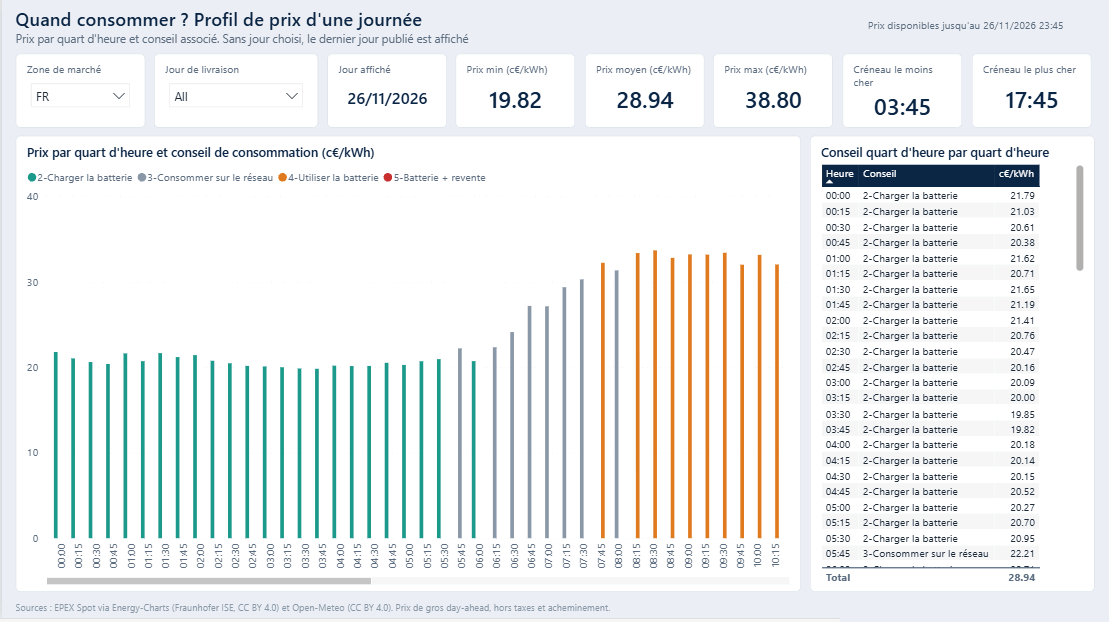 Quand consommer ? Profil de prix d'une journée
Prix par quart d'heure et conseil associé. Sans jour choisi, le dernier jour publié est affiché
Prix disponibles jusqu'au 26/11/2026 23:45
Zone de marché
FR
Jour de livraison
All
Jour affiché
26/11/2026
Prix min (c€/kWh)
19.82
Prix moyen (c€/kWh)
28.94
Prix max (c€/kWh)
38.80
Créneau le moins
cher
03:45
Créneau le plus cher
17:45
Prix par quart d'heure et conseil de consommation (c€/kWh)
2-Charger la batterie 3-Consommer sur le réseau 4-Utiliser la batterie 5-Batterie + revente
40
30
20
10
0
00:00 00:15 00:30 00:45 01:00 01:15 01:30 01:45 02:00 02:15 02:30 02:45 03:00 03:15 03:30 03:45 04:00 04:15 04:30 04:45 05:00 05:15 05:30 05:45 06:00 06:15 06:30 06:45 07:00 07:15 07:30 07:45 08:00 08:15 08:30 08:45 09:00 09:15 09:30 09:45 10:00 10:15
Conseil quart d'heure par quart d'heure
Heure Conseil c€/kWh
00:00 2-Charger la batterie 21.79
00:15 2-Charger la batterie 21.03
00:30 2-Charger la batterie 20.61
00:45 2-Charger la batterie 20.38
01:00 2-Charger la batterie 21.62
01:15 2-Charger la batterie 20.71
01:30 2-Charger la batterie 21.65
01:45 2-Charger la batterie 21.19
02:00 2-Charger la batterie 21.41
02:15 2-Charger la batterie 20.76
02:30 2-Charger la batterie 20.47
02:45 2-Charger la batterie 20.16
03:00 2-Charger la batterie 20.09
03:15 2-Charger la batterie 20.00
03:30 2-Charger la batterie 19.85
03:45 2-Charger la batterie 19.82
04:00 2-Charger la batterie 20.18
04:15 2-Charger la batterie 20.14
04:30 2-Charger la batterie 20.15
04:45 2-Charger la batterie 20.52
05:00 2-Charger la batterie 20.27
05:15 2-Charger la batterie 20.70
05:30 2-Charger la batterie 20.95
05:45 3-Consommer sur le réseau 22.21
Total 28.94
Sources : EPEX Spot via Energy-Charts (Fraunhofer ISE, CC BY 4.0) et Open-Meteo (CC BY 4.0). Prix de gros day-ahead, hors taxes et acheminement.